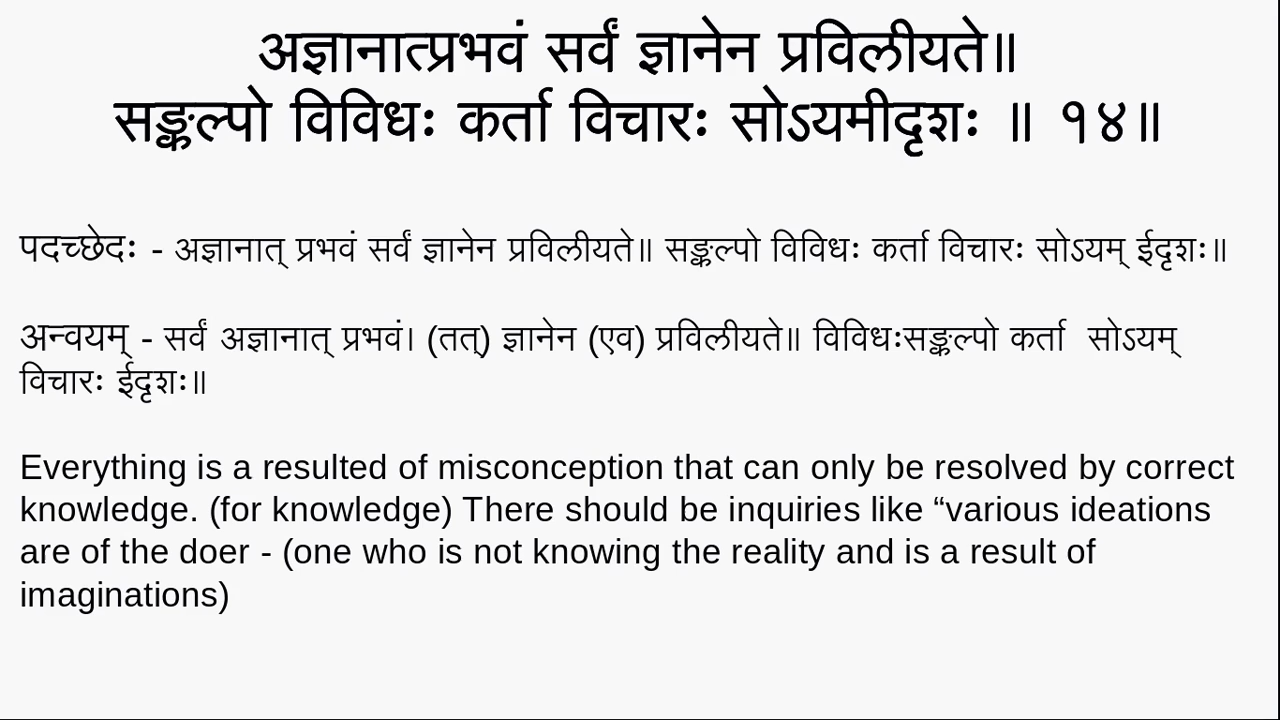 अज्ञानात्प्रभवं सर्वं ज्ञानेन प्रविलीयते॥
सङ्कल्पो विविधः कर्ता विचारः सोऽयमीदृशः ॥ १४॥
पदच्छेदः - अज्ञानात् प्रभवं सर्वं ज्ञानेन प्रविलीयते॥ सङ्कल्पो विविधः कर्ता विचारः सोऽयम् ईदृशः॥
अन्वयम् - सर्वं अज्ञानात् प्रभवं। (तत्) ज्ञानेन (एव) प्रविलीयते॥ विविधःसङ्कल्पो कर्ता सोऽयम्
विचारः ईदृशः॥
Everything is a resulted of misconception that can only be resolved by correct
knowledge. (for knowledge) There should be inquiries like “various ideations
are of the doer - (one who is not knowing the reality and is a result of
imaginations)